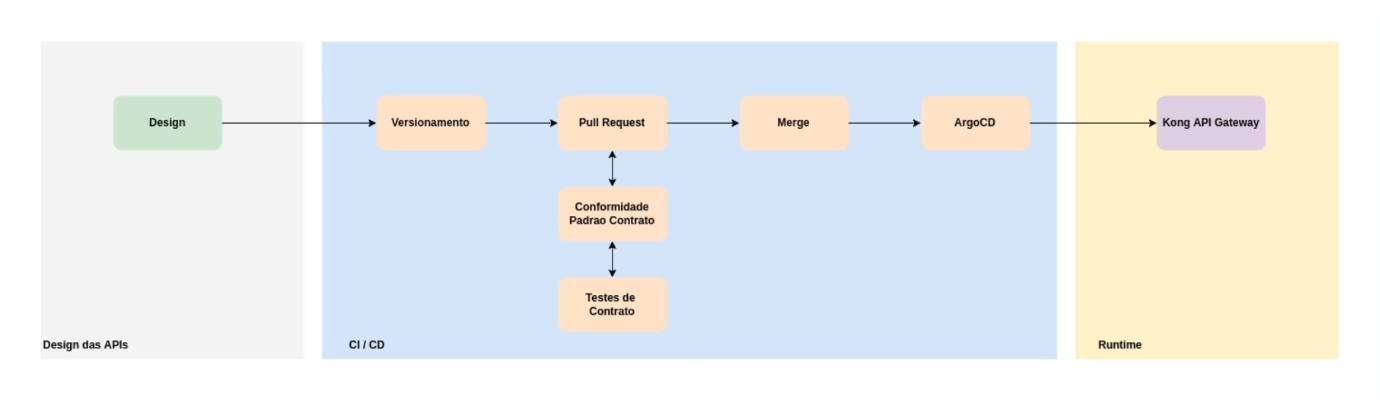 Design
Versionamento
Pull Request
Merge
ArgoCD
Kong API Gateway
Conformidade
Padrao Contrato
Testes de
Contrato
Design das APIs
CI / CD
Runtime